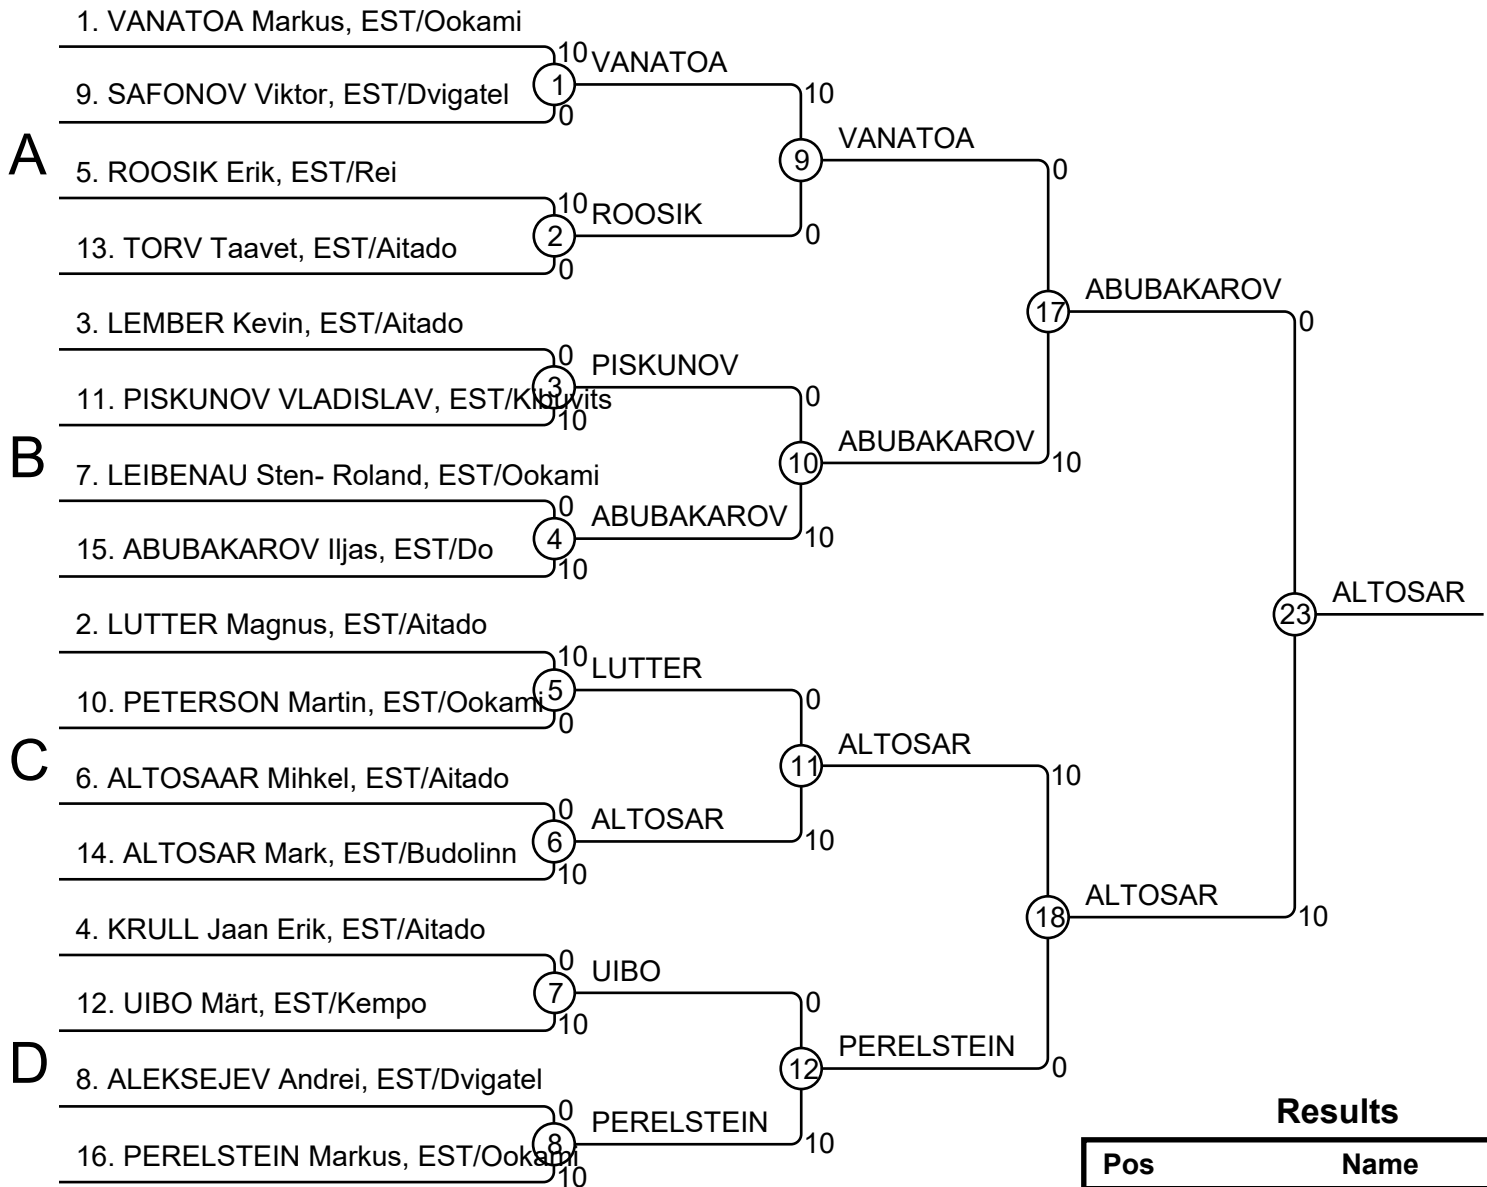 1. VANATOA Markus, EST/Ookami
10
VANATOA
1
9. SAFONOV Viktor, EST/Dvigatel
0
10
VANATOA
9
0
A
5. ROOSIK Erik, EST/Rei
10
ROOSIK
2
0
13. TORV Taavet, EST/Aitado
0
ABUBAKAROV
17
0
3. LEMBER Kevin, EST/Aitado
0
PISKUNOV
3
0
11. PISKUNOV VLADISLAV, EST/Kibuvits
10
B
ABUBAKAROV
10
10
7. LEIBENAU Sten- Roland, EST/Ookami
0
ABUBAKAROV
4
10
15. ABUBAKAROV Iljas, EST/Do
10
ALTOSAR
23
2. LUTTER Magnus, EST/Aitado
10
LUTTER
5
0
10. PETERSON Martin, EST/Ookami
0
C
ALTOSAR
11
10
6. ALTOSAAR Mihkel, EST/Aitado
0
ALTOSAR
6
10
14. ALTOSAR Mark, EST/Budolinn
10
ALTOSAR
18
10
4. KRULL Jaan Erik, EST/Aitado
0
UIBO
7
0
12. UIBO Märt, EST/Kempo
10
D
PERELSTEIN
12
0
8. ALEKSEJEV Andrei, EST/Dvigatel
0
PERELSTEIN
8
10
16. PERELSTEIN Markus, EST/Ookami
10
Results
Pos Name